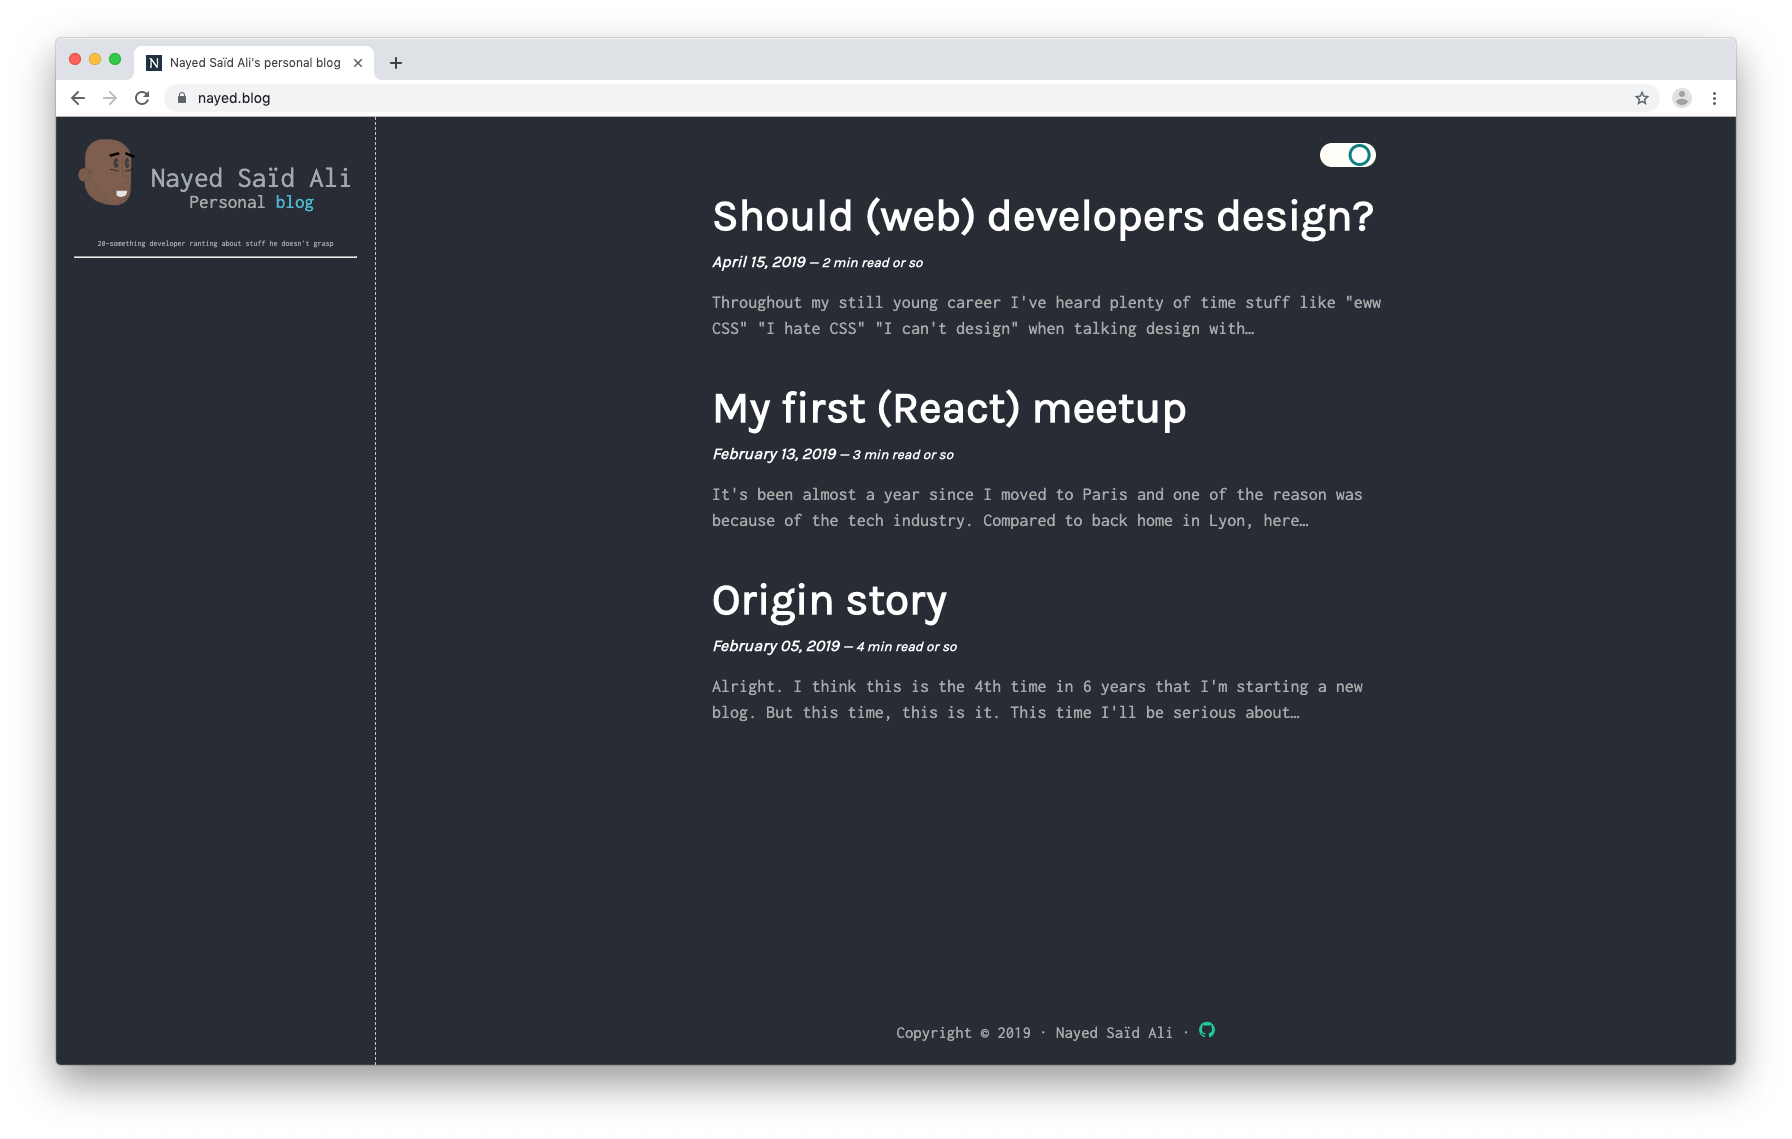 Nayed Saïd Ali's personal blog
nayed.blog
Nayed Saïd Ali
Personal blog
20-something developer ranting about stuff he doesn't grasp
Should (web) developers design?
April 15, 2019 — 2 min read or so
Throughout my still young career I've heard plenty of time stuff like "eww
CSS" "I hate CSS" "I can't design" when talking design with…
My first (React) meetup
February 13, 2019 — 3 min read or so
It's been almost a year since I moved to Paris and one of the reason was
because of the tech industry. Compared to back home in Lyon, here…
Origin story
February 05, 2019 — 4 min read or so
Alright. I think this is the 4th time in 6 years that I'm starting a new
blog. But this time, this is it. This time I'll be serious about…
Copyright © 2019 · Nayed Saïd Ali ·